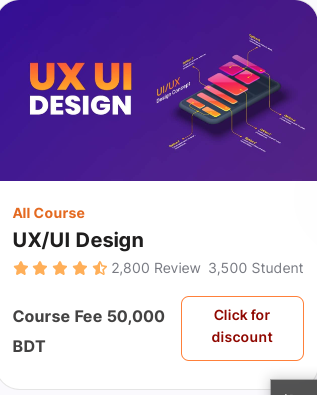 UX UI
DESIGN
UI/UX
Design Concept
All Course
UX/UI Design
2,800 Review 3,500 Student
Course Fee 50,000
BDT
Click for
discount